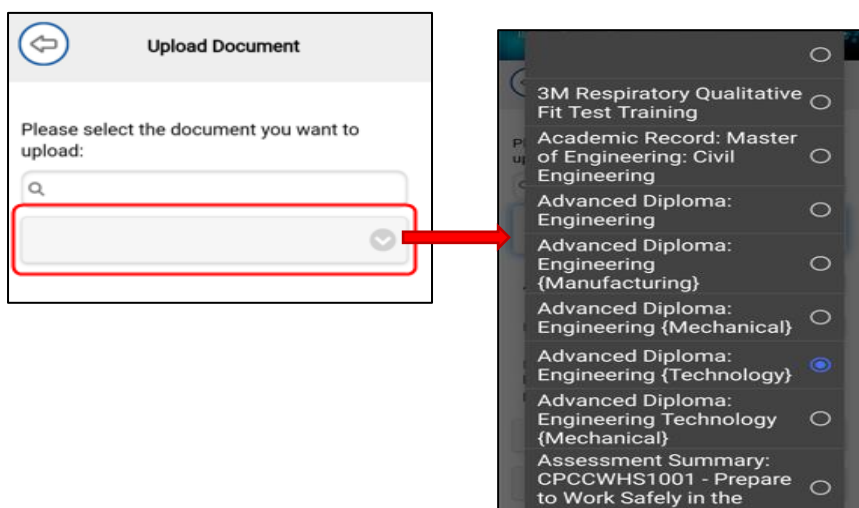 Upload Document
Please select the document you want to
upload:
3M Respiratory Qualitative
Fit Test Training
Academic Record: Master
of Engineering: Civil
Engineering
Advanced Diploma:
Engineering
Advanced Diploma:
Engineering
{Manufacturing}
Advanced Diploma:
Engineering {Mechanical}
Advanced Diploma:
Engineering {Technology}
Advanced Diploma:
Engineering Technology
{Mechanical}
Assessment Summary:
CPCCWHS1001 - Prepare
to Work Safely in the